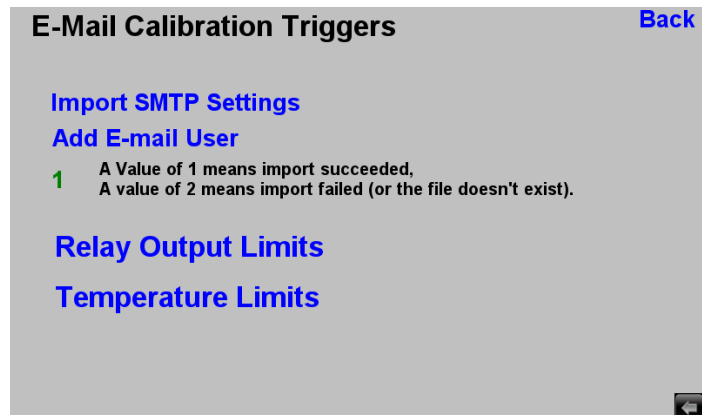 E-Mail Calibration Triggers
Back
Import SMTP Settings
Add E-mail User
1
A Value of 1 means import succeeded,
A value of 2 means import failed (or the file doesn't exist).
Relay Output Limits
Temperature Limits